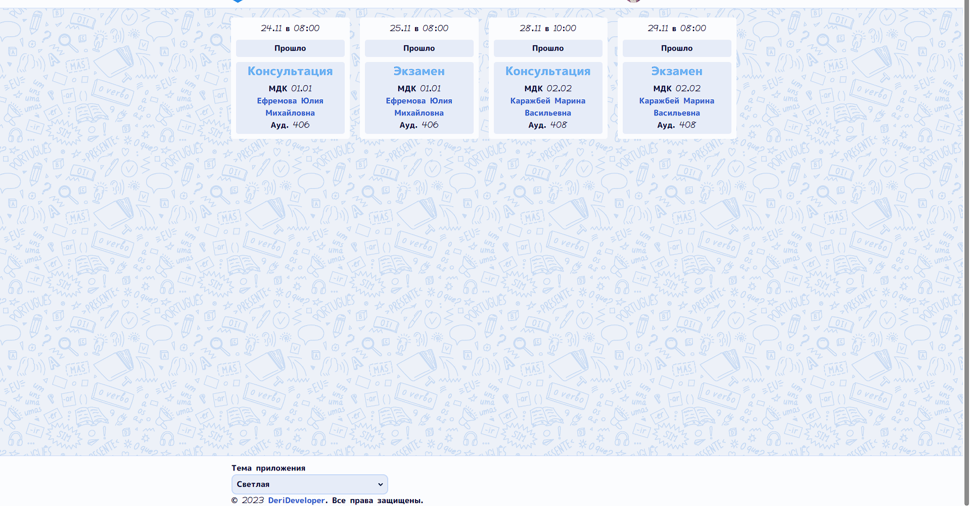 24.11 в 08:00
Прошло
Консультация
МДК 01.01
Ефремова Юлия
Михайловна
Ауд. 406
25.11 в 08:00
Прошло
Экзамен
МДК 01.01
Ефремова Юлия
Михайловна
Ауд. 406
28.11 в 10:00
Прошло
Консультация
МДК 02.02
Каражбей Марина
Васильевна
Ауд. 408
29.11 в 08:00
Прошло
Экзамен
МДК 02.02
Каражбей Марина
Васильевна
Ауд. 408
Тема приложения
Светлая
© 2023 DeriDeveloper. Все права защищены.